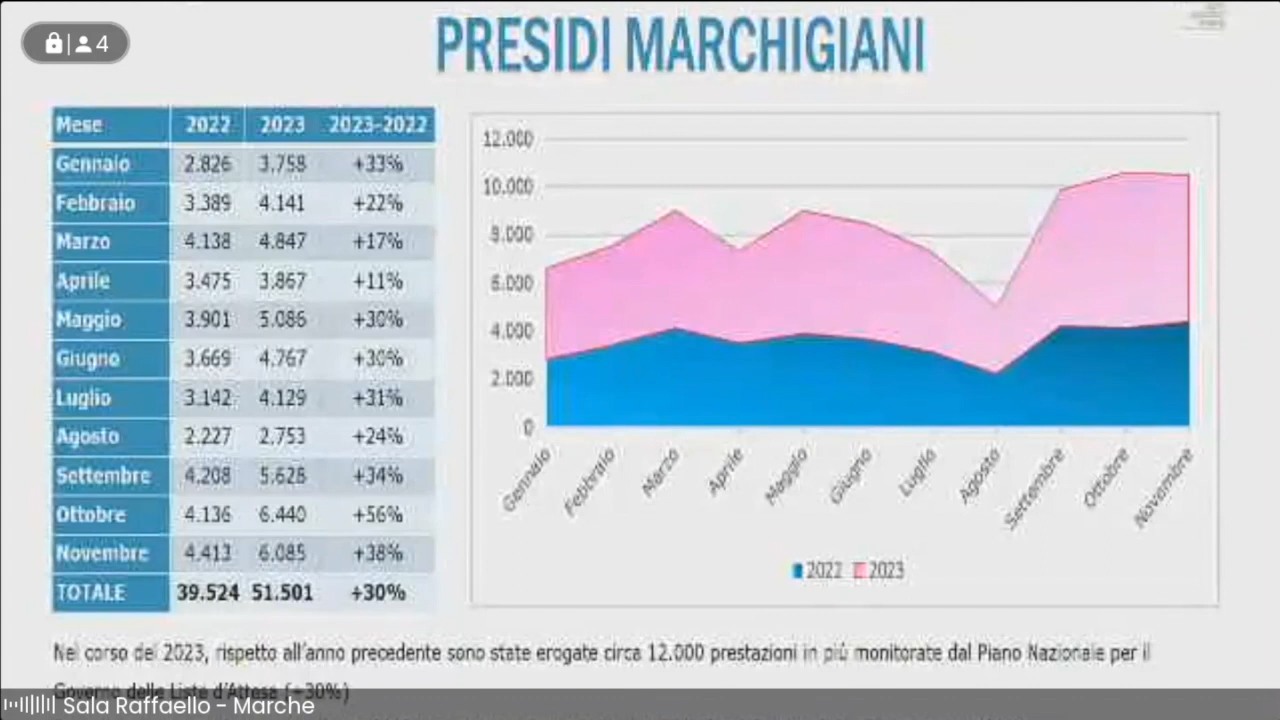 4
PRESIDI MARCHIGIANI
Mese 2022 2023 2023-2022
Gennaio 2.826 3.758 +33%
Febbraio 3.389 4.141 +22%
Marzo 4.138 4.847 +17%
Aprile 3.475 3.867 +11%
Maggio 3.901 5.086 +30%
Giugno 3.669 4.767 +30%
Luglio 3.142 4.129 +31%
Agosto 2.227 2.753 +24%
Settembre 4.208 5.628 +34%
Ottobre 4.136 6.440 +56%
Novembre 4.413 6.085 +38%
TOTALE 39.524 51.501 +30%
12.000
10.000
8.000
6.000
4.000
2.000
0
Gennaio Febbraio Marzo Aprile Maggio Giugno Luglio Agosto Settembre Ottobre Novembre
2022 2023
Nel corso del 2023, rispetto all'anno precedente sono state erogate circa 12.000 prestazioni in più monitorate dal Piano Nazionale per il
Governo delle Liste d'Attesa (+30%)
Sala Raffaello - Marche